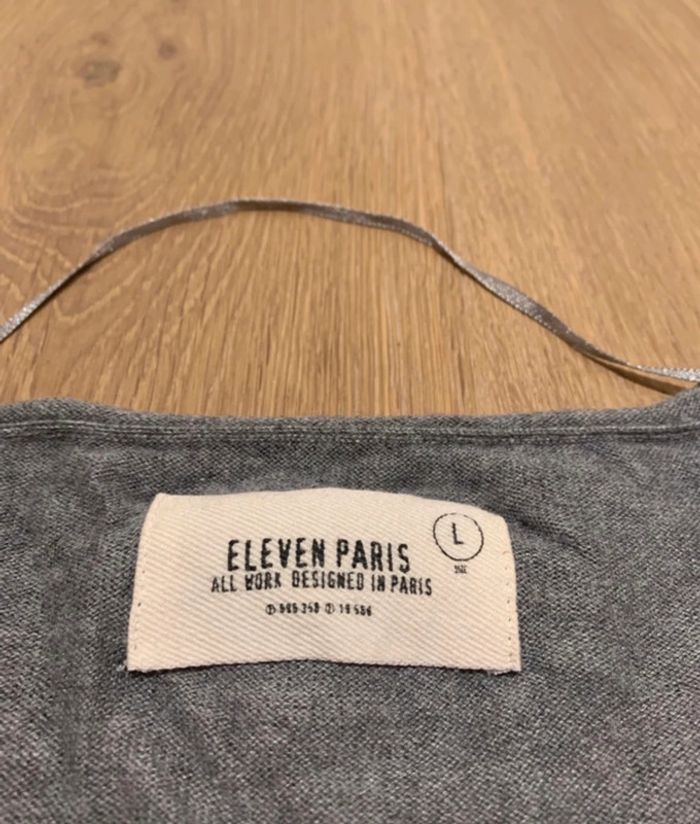 L
ELEVEN PARIS
ALL WORK DESIGNED IN PARIS